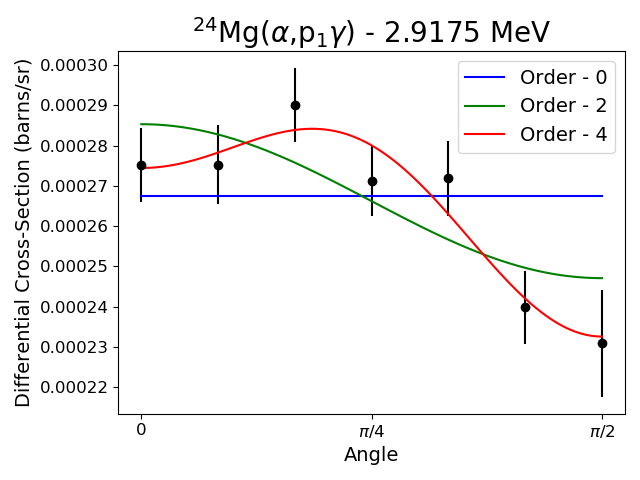 ²⁴Mg(α,p₁γ) - 2.9175 MeV
Differential Cross-Section (barns/sr)
0.00030
0.00029
0.00028
0.00027
0.00026
0.00025
0.00024
0.00023
0.00022
Order - 0
Order - 2
Order - 4
0
π/4
π/2
Angle